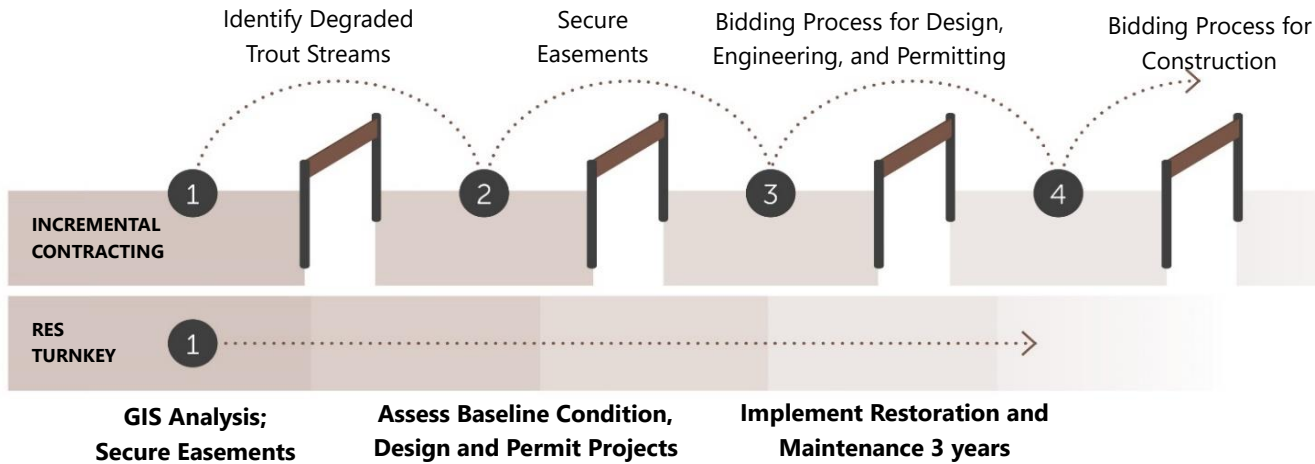 Identify Degraded
Trout Streams
Secure
Easements
Bidding Process for Design,
Engineering, and Permitting
Bidding Process for
Construction
1
2
3
4
INCREMENTAL
CONTRACTING
RES
TURNKEY
1
GIS Analysis;
Secure Easements
Assess Baseline Condition,
Design and Permit Projects
Implement Restoration and
Maintenance 3 years